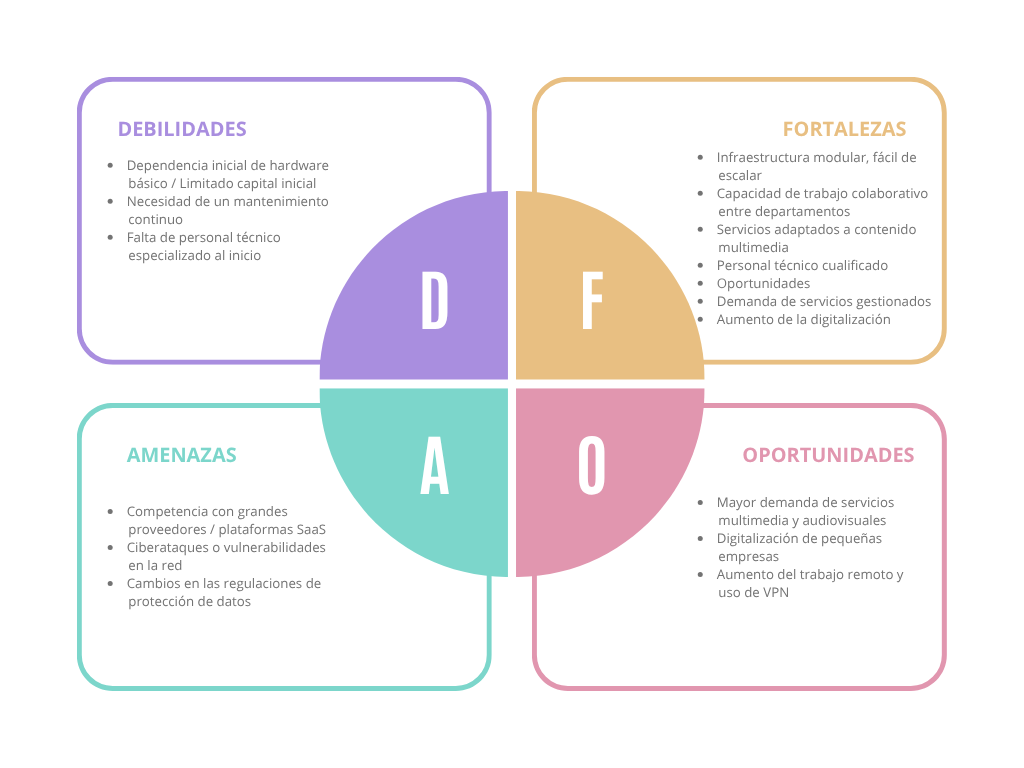 DEBILIDADES
• Dependencia inicial de hardware
básico / Limitado capital inicial
• Necesidad de un mantenimiento
continuo
• Falta de personal técnico
especializado al inicio
FORTALEZAS
• Infraestructura modular, fácil de
escalar
• Capacidad de trabajo colaborativo
entre departamentos
• Servicios adaptados a contenido
multimedia
• Personal técnico cualificado
• Oportunidades
• Demanda de servicios gestionados
• Aumento de la digitalización
D
F
A
O
AMENAZAS
• Competencia con grandes
proveedores / plataformas SaaS
• Ciberataques o vulnerabilidades
en la red
• Cambios en las regulaciones de
protección de datos
OPORTUNIDADES
• Mayor demanda de servicios
multimedia y audiovisuales
• Digitalización de pequeñas
empresas
• Aumento del trabajo remoto y
uso de VPN